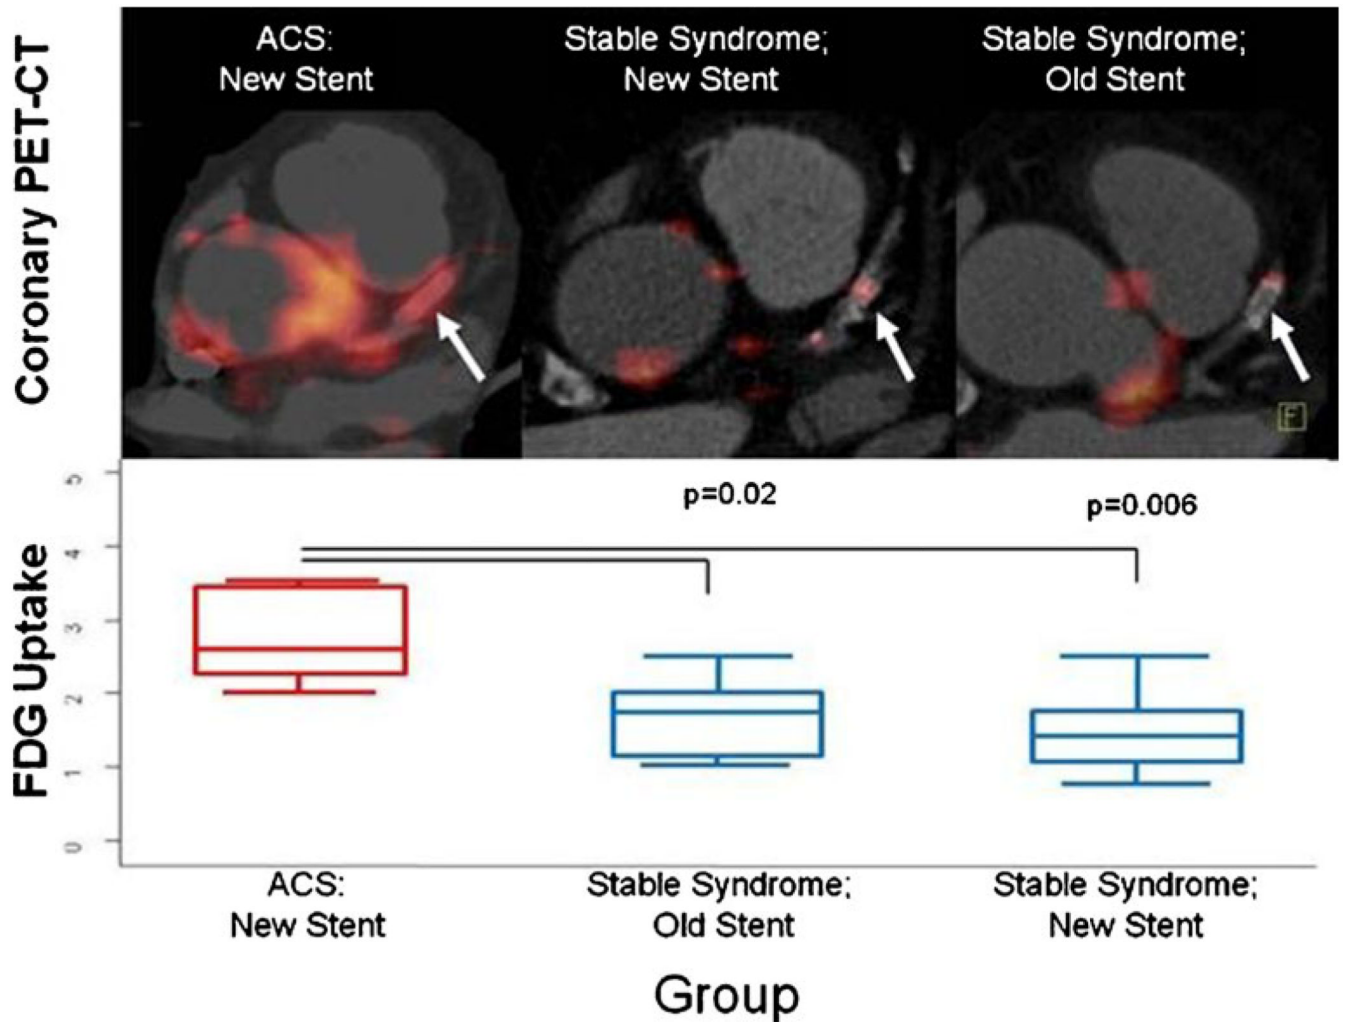 Coronary PET-CT
ACS:
New Stent
Stable Syndrome;
New Stent
Stable Syndrome;
Old Stent
F
FDG Uptake
5
4
3
2
1
0
p=0.02
p=0.006
ACS:
New Stent
Stable Syndrome;
Old Stent
Stable Syndrome;
New Stent
Group